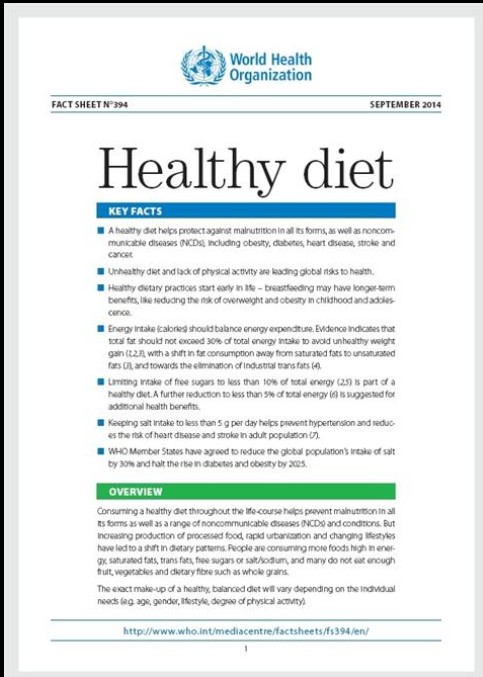 World Health
Organization
FACT SHEET N°394
SEPTEMBER 2014
Healthy diet
KEY FACTS
■ A healthy diet helps protect against malnutrition in all its forms, as well as noncom-
municable diseases (NCDs), including obesity, diabetes, heart disease, stroke and
cancer.
■ Unhealthy diet and lack of physical activity are leading global risks to health.
■ Healthy dietary practices start early in life – breastfeeding may have longer-term
benefits, like reducing the risk of overweight and obesity in childhood and adoles-
cence.
■ Energy intake (calories) should balance energy expenditure. Evidence indicates that
total fat should not exceed 30% of total energy intake to avoid unhealthy weight
gain (1,2,3), with a shift in fat consumption away from saturated fats to unsaturated
fats (3), and towards the elimination of industrial trans fats (4).
■ Limiting intake of free sugars to less than 10% of total energy (2,5) is part of a
healthy diet. A further reduction to less than 5% of total energy (6) is suggested for
additional health benefits.
■ Keeping salt intake to less than 5 g per day helps prevent hypertension and reduc-
es the risk of heart disease and stroke in adult population (7).
■ WHO Member States have agreed to reduce the global population's intake of salt
by 30% and halt the rise in diabetes and obesity by 2025.
OVERVIEW
Consuming a healthy diet throughout the life-course helps prevent malnutrition in all
its forms as well as a range of noncommunicable diseases (NCDs) and conditions. But
increasing production of processed food, rapid urbanization and changing lifestyles
have led to a shift in dietary patterns. People are consuming more foods high in ener-
gy, saturated fats, trans fats, free sugars or salt/sodium, and many do not eat enough
fruit, vegetables and dietary fibre such as whole grains.
The exact make-up of a healthy, balanced diet will vary depending on the individual
needs (e.g. age, gender, lifestyle, degree of physical activity).
http://www.who.int/mediacentre/factsheets/fs394/en/
1